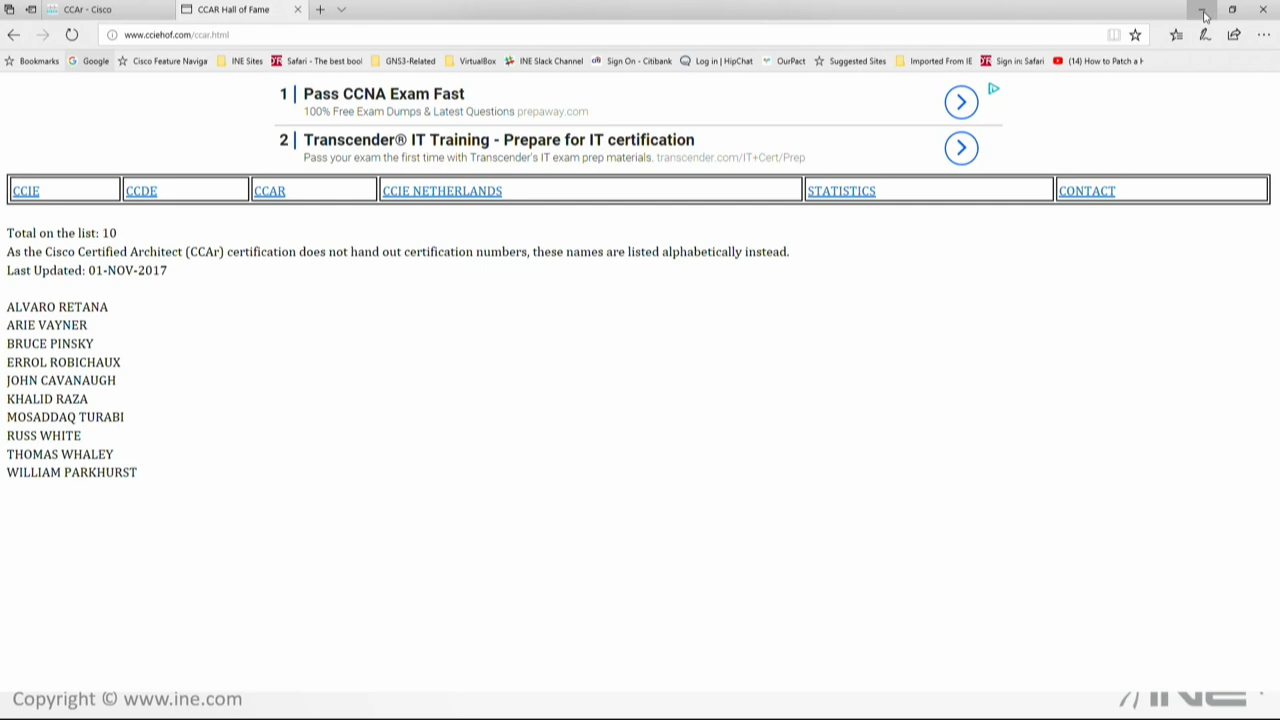 CCAr - Cisco
CCAR Hall of Fame
www.cciehof.com/ccar.html
Bookmarks
Google
Cisco Feature Naviga
INE Sites
Safari - The best bool
GNS3-Related
VirtualBox
INE Slack Channel
Sign On - Citibank
Log in | HipChat
OurPact
Suggested Sites
Imported From IE
Sign in: Safari
(14) How to Patch a H
1 | Pass CCNA Exam Fast
100% Free Exam Dumps & Latest Questions prepaway.com
2 | Transcender® IT Training - Prepare for IT certification
Pass your exam the first time with Transcender's IT exam prep materials. transcender.com/IT+Cert/Prep
CCIE
CCDE
CCAR
CCIE NETHERLANDS
STATISTICS
CONTACT
Total on the list: 10
As the Cisco Certified Architect (CCAr) certification does not hand out certification numbers, these names are listed alphabetically instead.
Last Updated: 01-NOV-2017
ALVARO RETANA
ARIE VAYNER
BRUCE PINSKY
ERROL ROBICHAUX
JOHN CAVANAUGH
KHALID RAZA
MOSADDAQ TURABI
RUSS WHITE
THOMAS WHALEY
WILLIAM PARKHURST
Copyright © www.ine.com
INE